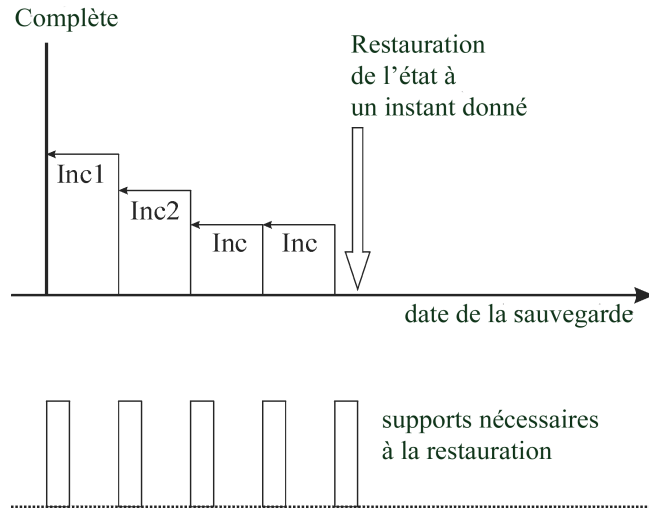 Complète
Restauration
de l'état à
un instant donné
Inc1
Inc2
Inc
Inc
date de la sauvegarde
supports nécessaires
à la restauration